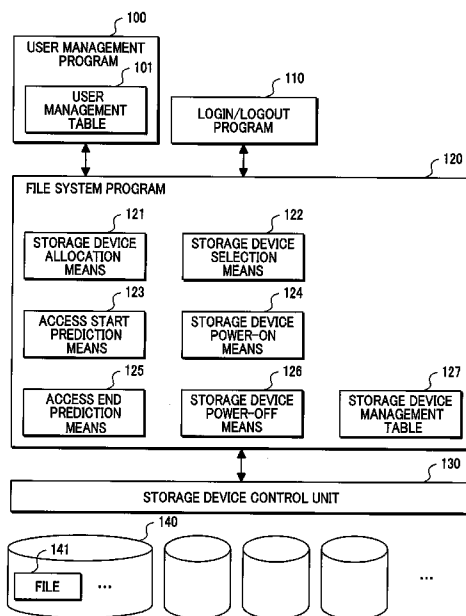 100
USER MANAGEMENT
PROGRAM
101
USER
MANAGEMENT
TABLE
110
LOGIN/LOGOUT
PROGRAM
120
FILE SYSTEM PROGRAM
121
STORAGE DEVICE
ALLOCATION
MEANS
122
STORAGE DEVICE
SELECTION
MEANS
123
ACCESS START
PREDICTION
MEANS
124
STORAGE DEVICE
POWER-ON
MEANS
125
ACCESS END
PREDICTION
MEANS
126
STORAGE DEVICE
POWER-OFF
MEANS
127
STORAGE DEVICE
MANAGEMENT
TABLE
130
STORAGE DEVICE CONTROL UNIT
140
141
FILE
...
...